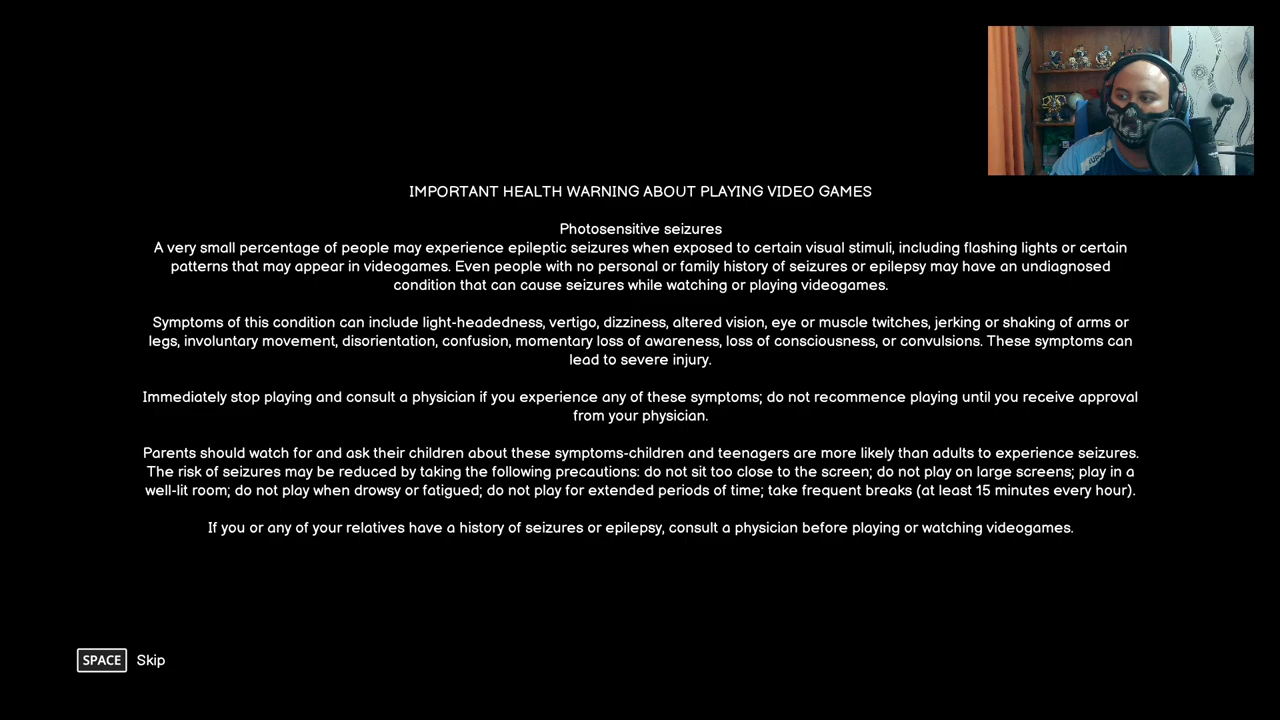 IMPORTANT HEALTH WARNING ABOUT PLAYING VIDEO GAMES
Photosensitive seizures
A very small percentage of people may experience epileptic seizures when exposed to certain visual stimuli, including flashing lights or certain
patterns that may appear in videogames. Even people with no personal or family history of seizures or epilepsy may have an undiagnosed
condition that can cause seizures while watching or playing videogames.
Symptoms of this condition can include light-headedness, vertigo, dizziness, altered vision, eye or muscle twitches, jerking or shaking of arms or
legs, involuntary movement, disorientation, confusion, momentary loss of awareness, loss of consciousness, or convulsions. These symptoms can
lead to severe injury.
Immediately stop playing and consult a physician if you experience any of these symptoms; do not recommence playing until you receive approval
from your physician.
Parents should watch for and ask their children about these symptoms-children and teenagers are more likely than adults to experience seizures.
The risk of seizures may be reduced by taking the following precautions: do not sit too close to the screen; do not play on large screens; play in a
well-lit room; do not play when drowsy or fatigued; do not play for extended periods of time; take frequent breaks (at least 15 minutes every hour).
If you or any of your relatives have a history of seizures or epilepsy, consult a physician before playing or watching videogames.
SPACE Skip